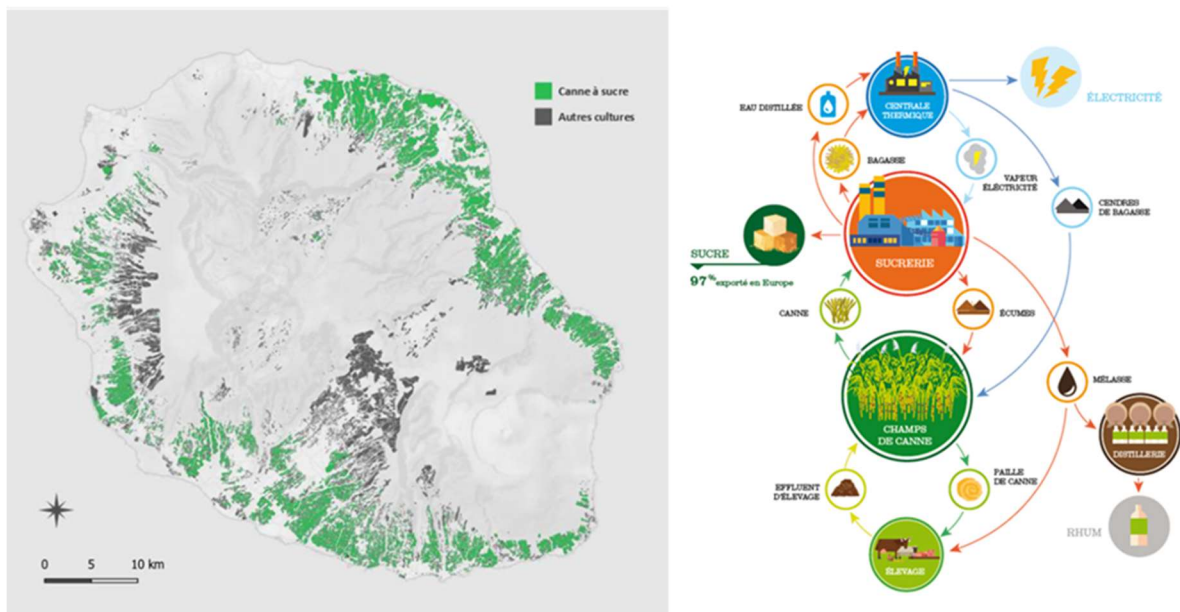 Canne à sucre
Autres cultures
0 5 10 km
EAU DISTILLÉE
CENTRALE
THERMIQUE
ÉLECTRICITÉ
BAGASSE
VAPEUR
ÉLÉCTRICITÉ
CENDRES
DE BAGASSE
SUCRE
97% exporté en Europe
SUCRERIE
CANNE
ÉCUMES
CHAMPS
DE CANNE
MÉLASSE
DISTILLERIE
EFFLUENT
D'ÉLEVAGE
PAILLE
DE CANNE
RHUM
ÉLEVAGE